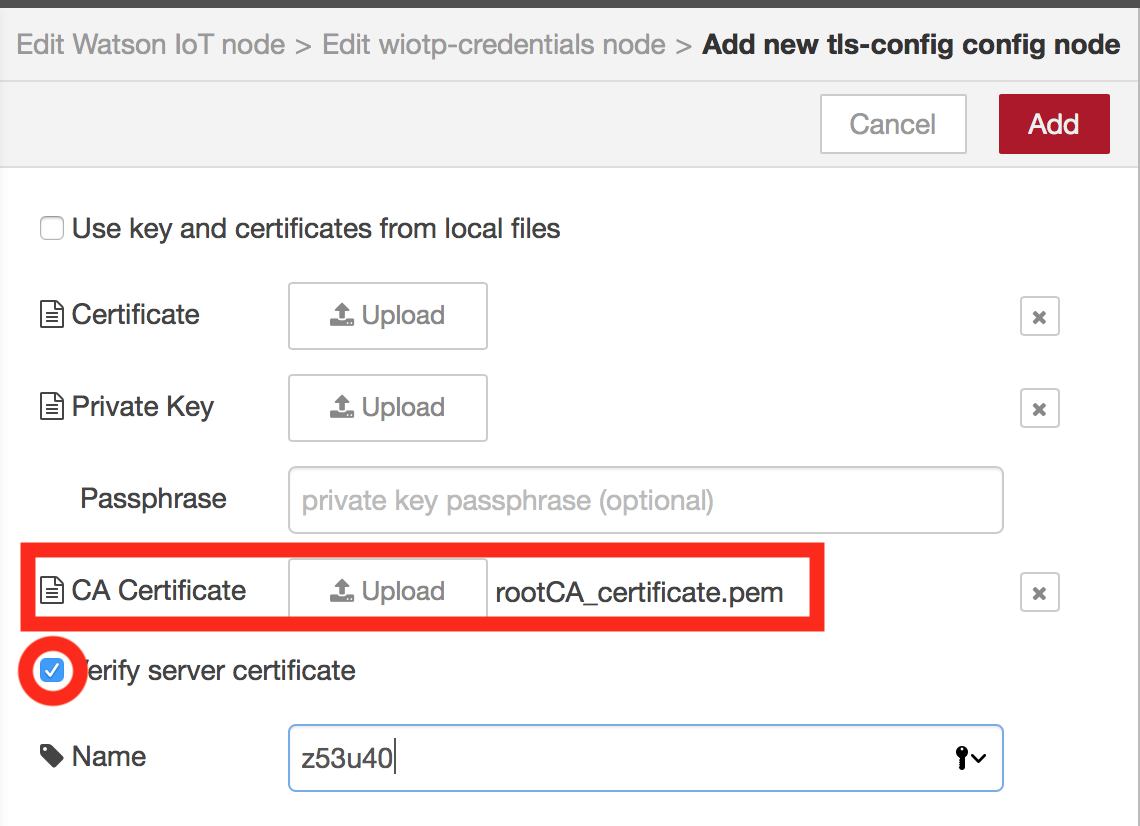 Edit Watson IoT node > Edit wiotp-credentials node > Add new tls-config config node
Cancel Add
Use key and certificates from local files
Certificate Upload
Private Key Upload
Passphrase private key passphrase (optional)
CA Certificate Upload rootCA_certificate.pem
Verify server certificate
Name z53u40